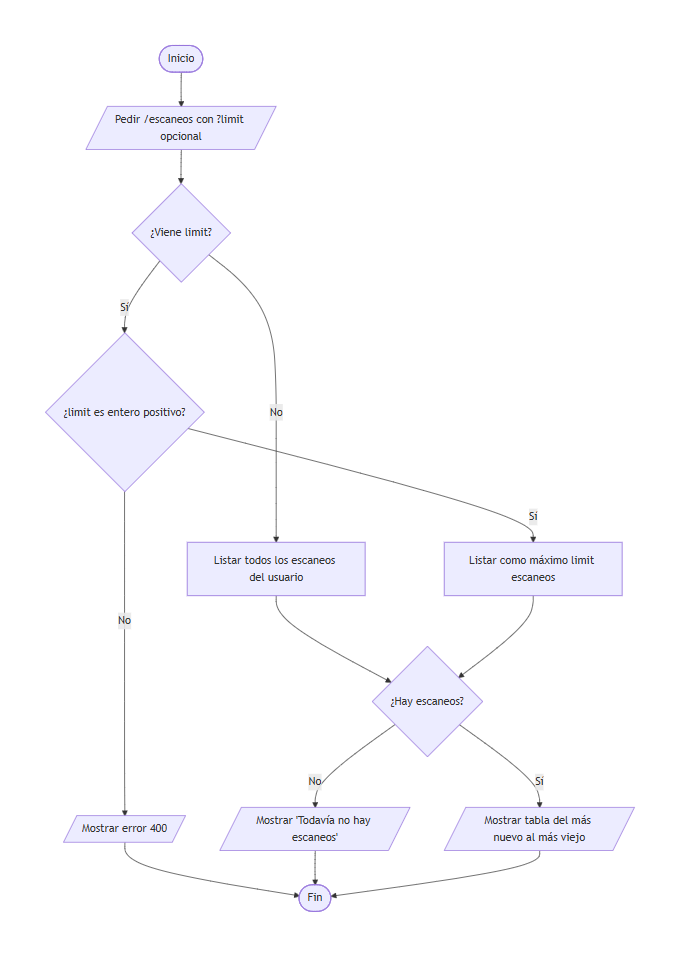 Inicio
Pedir /escaneos con ?limit
opcional
¿Viene limit?
Sí
¿limit es entero positivo?
No
Sí
Listar todos los escaneos
del usuario
Listar como máximo limit
escaneos
No
¿Hay escaneos?
No
Sí
Mostrar error 400
Mostrar 'Todavía no hay
escaneos'
Mostrar tabla del más
nuevo al más viejo
Fin